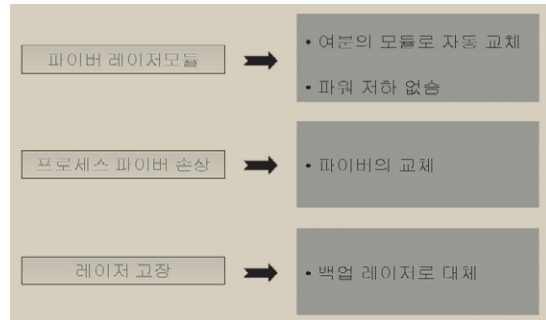 파이버 레이저모듈
• 여분의 모듈로 자동 교체
• 파워 저하 없슴
프로세스 파이버 손상
• 파이버의 교체
레이저 고장
• 백업 레이저로 대체